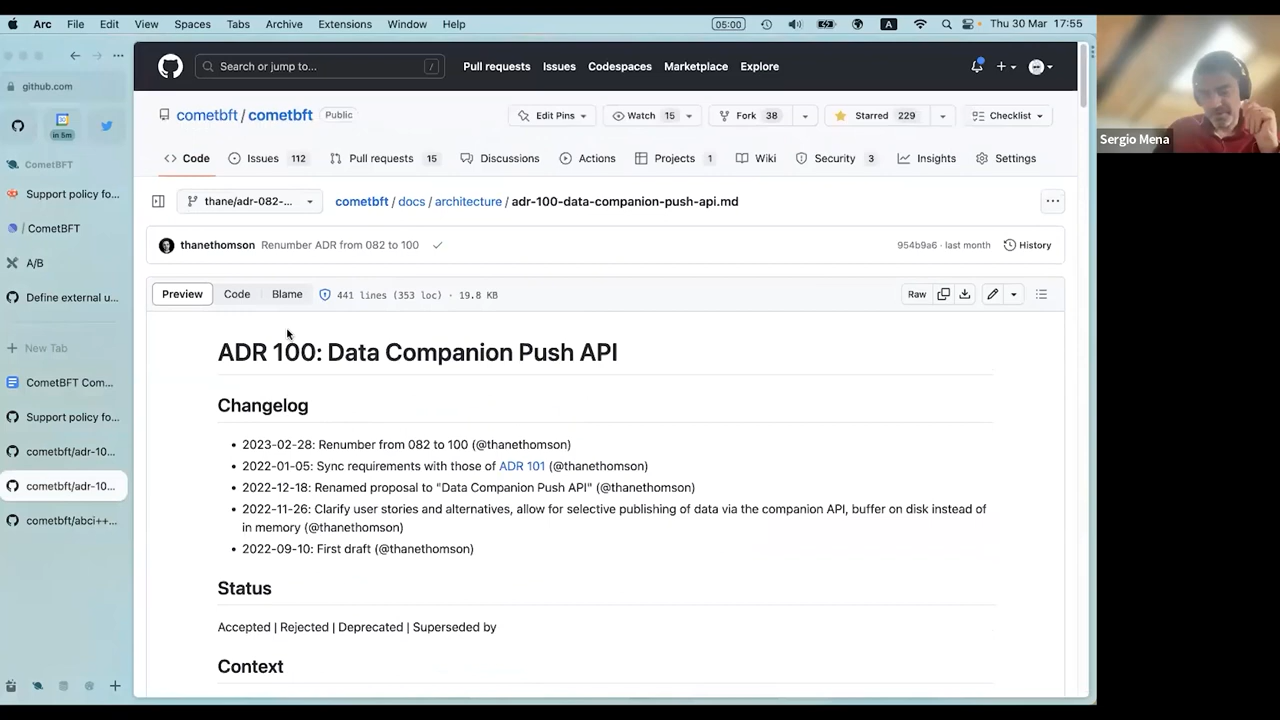 Arc File Edit View Spaces Tabs Archive Extensions Window Help 05:00 A Thu 30 Mar 17:55
github.com
in 5m
CometBFT
Support policy fo...
/ CometBFT
A/B
Define external u...
+ New Tab
CometBFT Com...
Support policy fo...
cometbft/adr-10...
cometbft/adr-10...
cometbft/abci++...
Search or jump to... /
Pull requests Issues Codespaces Marketplace Explore
cometbft / cometbft Public
Edit Pins Watch 15 Fork 38 Starred 229 Checklist
Code Issues 112 Pull requests 15 Discussions Actions Projects 1 Wiki Security 3 Insights Settings
thane/adr-082-... cometbft / docs / architecture / adr-100-data-companion-push-api.md
thanethomson Renumber ADR from 082 to 100 954b9a6 · last month History
Preview Code Blame 441 lines (353 loc) · 19.8 KB Raw
ADR 100: Data Companion Push API
Changelog
• 2023-02-28: Renumber from 082 to 100 (@thanethomson)
• 2022-01-05: Sync requirements with those of ADR 101 (@thanethomson)
• 2022-12-18: Renamed proposal to "Data Companion Push API" (@thanethomson)
• 2022-11-26: Clarify user stories and alternatives, allow for selective publishing of data via the companion API, buffer on disk instead of
in memory (@thanethomson)
• 2022-09-10: First draft (@thanethomson)
Status
Accepted | Rejected | Deprecated | Superseded by
Context
Sergio Mena